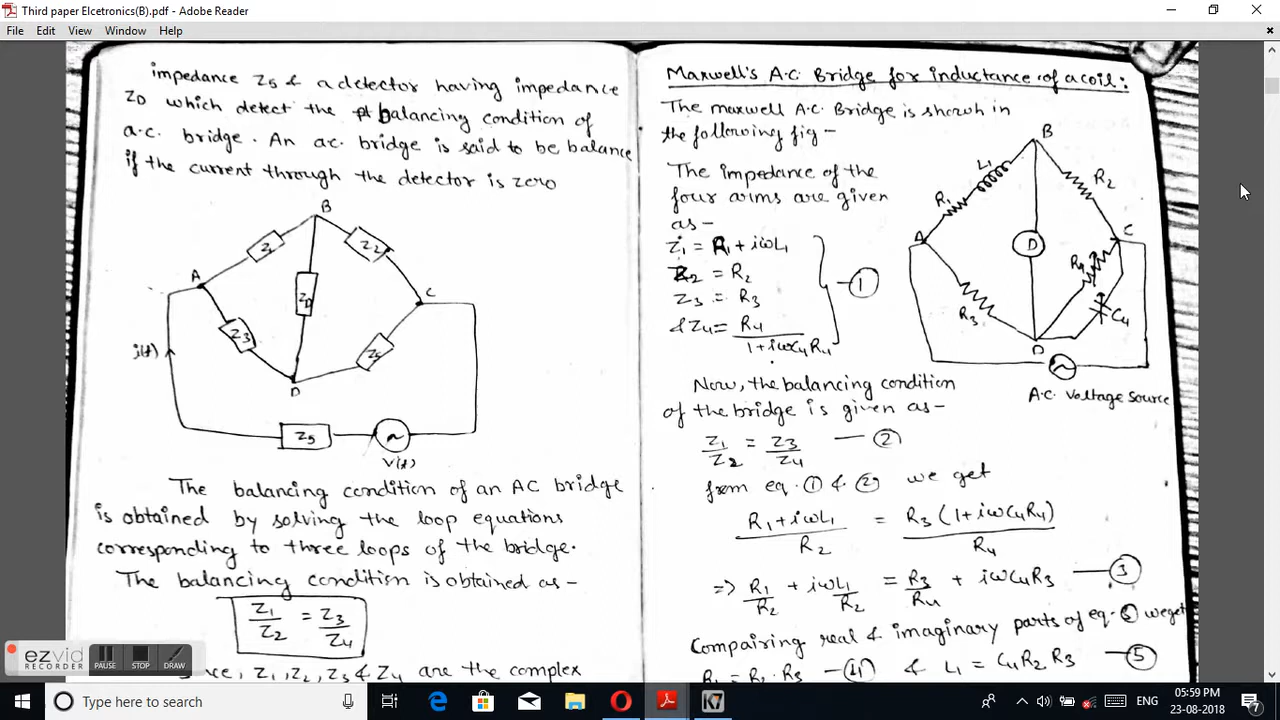 Third paper Elcetronics(B).pdf - Adobe Reader
File Edit View Window Help
impedance Z5 & a detector having impedance
ZD which detect the balancing condition of
a.c. bridge. An ac. bridge is said to be balance
if the current through the detector is zero
B
Z1
Z2
A
ZD
C
Z3
Z4
i(t)
D
Z5
~
V(t)
The balancing condition of an AC bridge
is obtained by solving the loop equations
corresponding to three loops of the bridge.
The balancing condition is obtained as-
Z1/Z2 = Z3/Z4
Z1, Z2, Z3 & Z4 are the complex
Maxwell's A.C. Bridge for inductance of a coil:
The maxwell A.C. Bridge is shown in
the following fig -
The impedance of the
four arms are given
as-
Z1 = R1 + iωL1
Z2 = R2
Z3 = R3
& Z4 = R4/1+iωC4R4
—①
B
L1
R1
R2
A
D
C
R4
R3
C4
D
~
A.C. Voltage source
Now, the balancing condition
of the bridge is given as-
Z1/Z2 = Z3/Z4 —②
from eq. ① & ② we get
R1+iωL1/R2 = R3(1+iωC4R4)/R4
=> R1/R2 + iωL1/R2 = R3/R4 + iωC4R3 —③
Compairing real & imaginary parts of eq. we get
R1 = R2·R3 & L1 = C4R2R3 —⑤
ezvid
RECORDER
PAUSE
STOP
DRAW
Type here to search
ENG
05:59 PM
23-08-2018
7